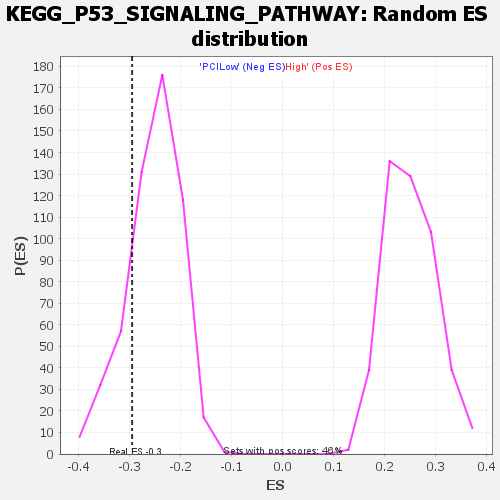 KEGG_P53_SIGNALING_PATHWAY: Random ES
distribution
'PCILow' (Neg ES)High' (Pos ES)
180
170
160
150
140
130
120
110
100
90
80
70
60
50
40
30
20
10
0
P(ES)
Real ES -0.3
Sets with pos scores: 46%
-0.4 -0.3 -0.2 -0.1 0.0 0.1 0.2 0.3 0.4
ES